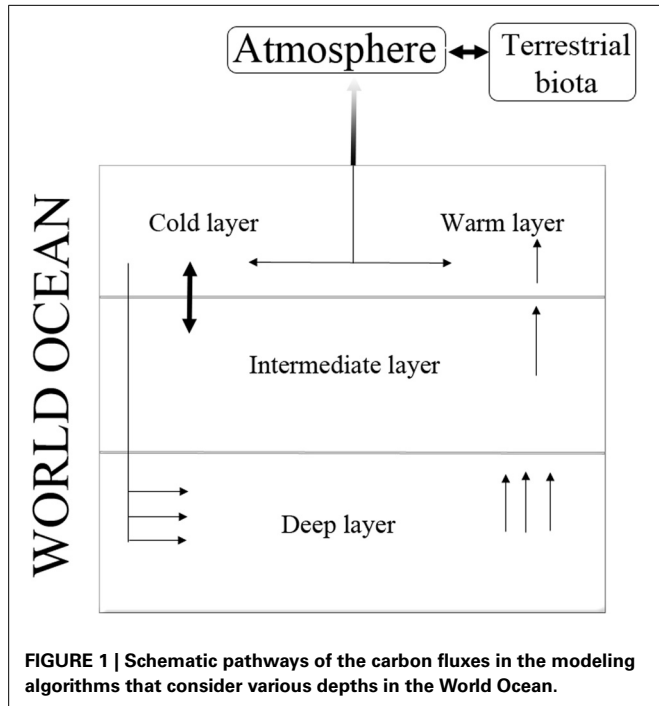 Atmosphere
Terrestrial
biota
WORLD OCEAN
Cold layer
Warm layer
Intermediate layer
Deep layer
FIGURE 1 | Schematic pathways of the carbon fluxes in the modeling
algorithms that consider various depths in the World Ocean.